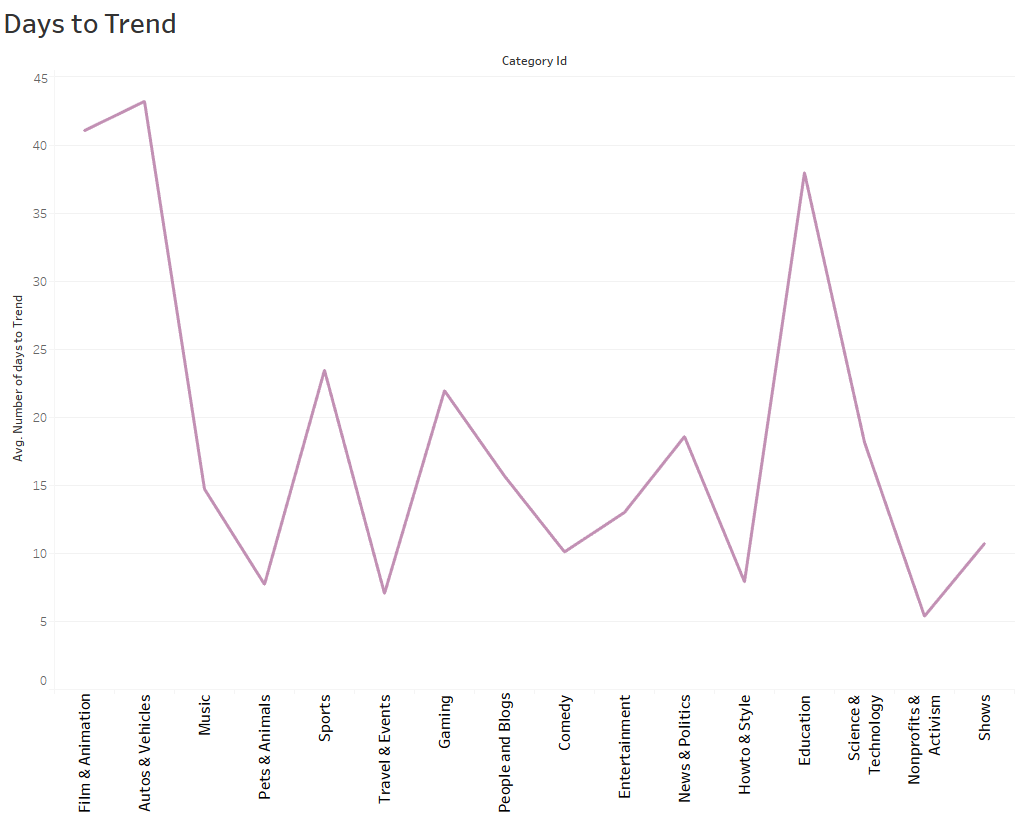 Days to Trend
Category Id
45
40
35
30
25
20
15
10
5
0
Avg. Number of days to Trend
Film & Animation
Autos & Vehicles
Music
Pets & Animals
Sports
Travel & Events
Gaming
People and Blogs
Comedy
Entertainment
News & Politics
Howto & Style
Education
Science &
Technology
Nonprofits &
Activism
Shows